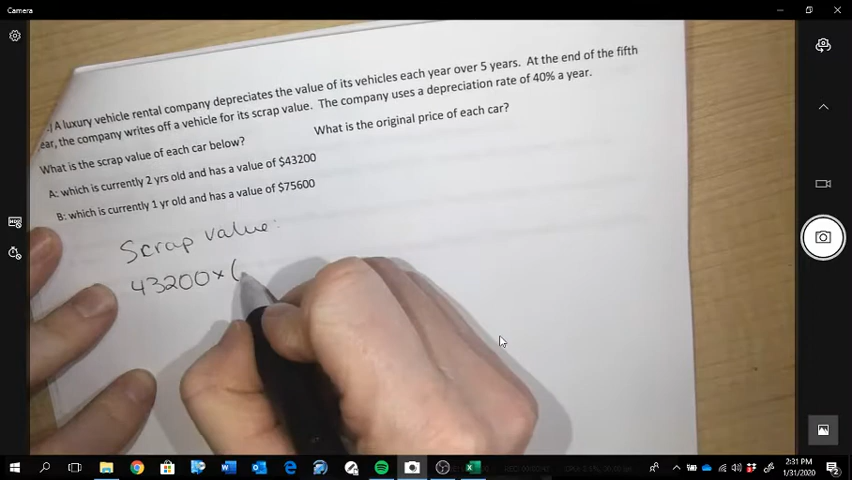 Camera
A luxury vehicle rental company depreciates the value of its vehicles each year over 5 years. At the end of the fifth
ear, the company writes off a vehicle for its scrap value. The company uses a depreciation rate of 40% a year.
What is the scrap value of each car below?
What is the original price of each car?
A: which is currently 2 yrs old and has a value of $43200
B: which is currently 1 yr old and has a value of $75600
Scrap value:
43200×(
2:31 PM
1/31/2020